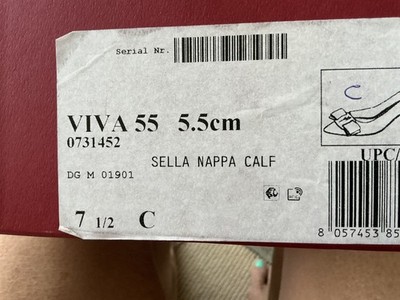 Serial Nr.
VIVA 55 5.5cm
0731452
SELLA NAPPA CALF
UPC/
DG M 01901
7 1/2 C
8 057453 85
C